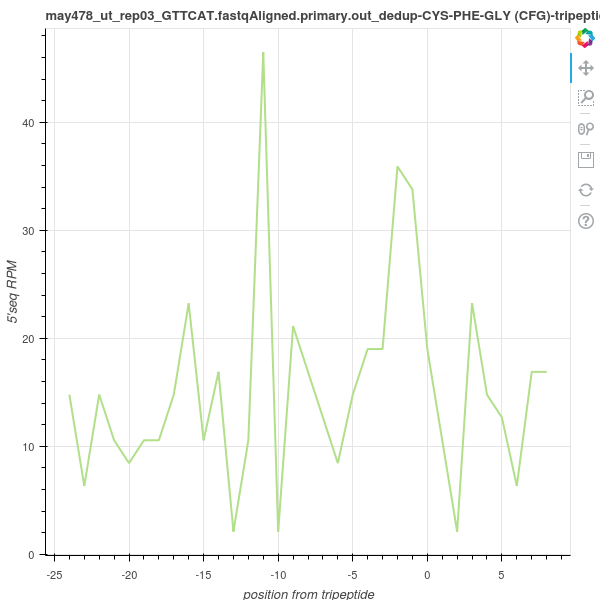 may478_ut_rep03_GTTCAT.fastqAligned.primary.out_dedup-CYS-PHE-GLY (CFG)-tripeptic
40
30
20
10
0
5'seq RPM
-25 -20 -15 -10 -5 0 5
position from tripeptide